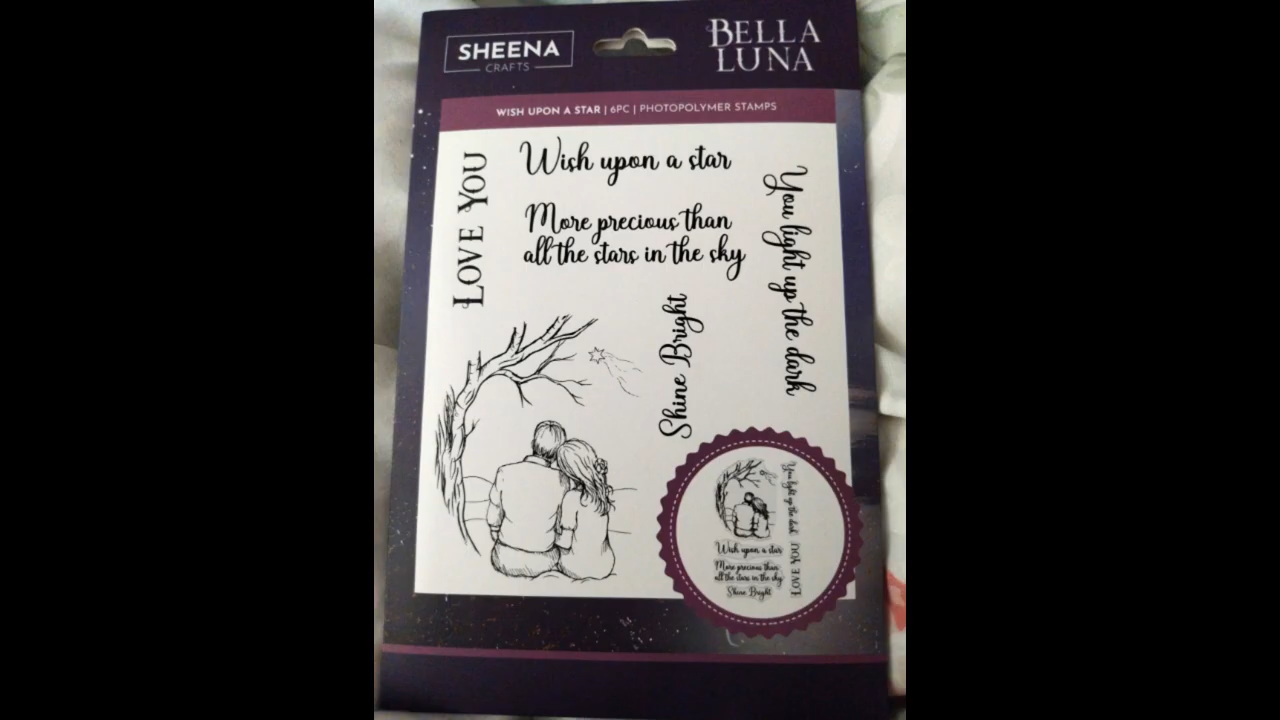 SHEENA
CRAFTS
BELLA
LUNA
WISH UPON A STAR | 6PC | PHOTOPOLYMER STAMPS
LOVE YOU
Wish upon a star
More precious than
all the stars in the sky
You light up the dark
Shine Bright
You light up the dark
LOVE YOU
Wish upon a star
More precious than
all the stars in the sky
Shine Bright